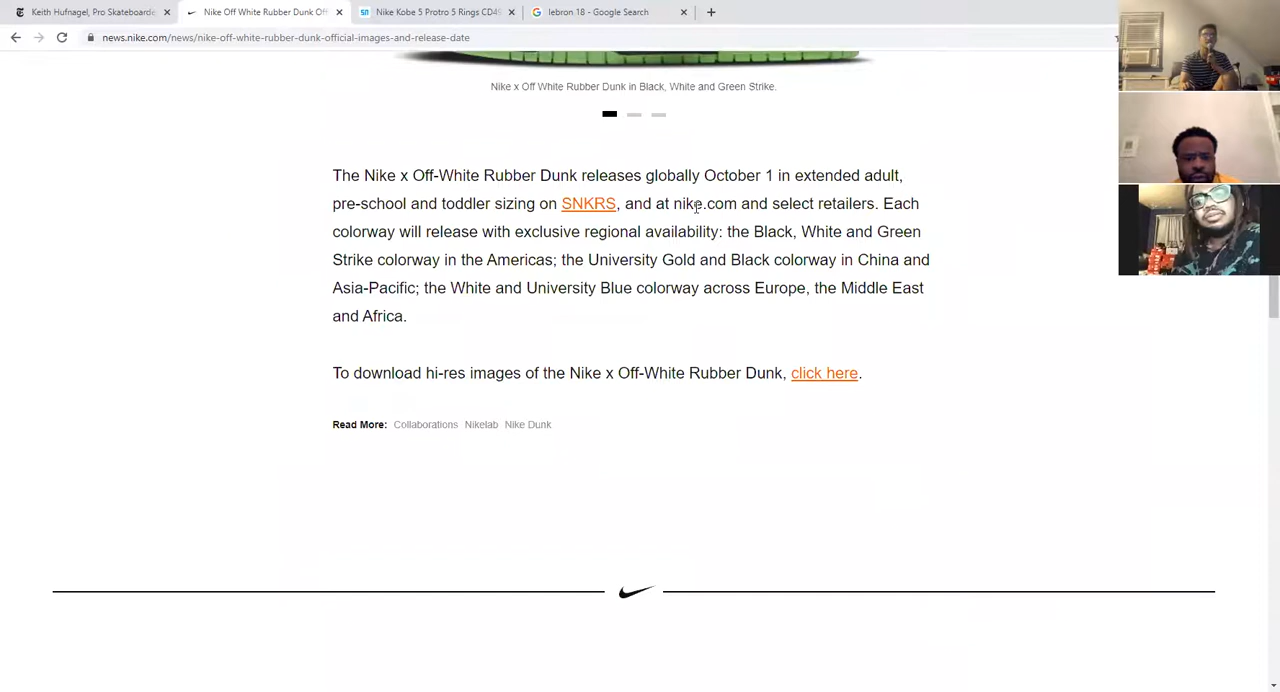 Keith Hufnagel, Pro Skateboarde
Nike Off White Rubber Dunk Off
Nike Kobe 5 Protro 5 Rings CD4
lebron 18 - Google Search
news.nike.com/news/nike-off-white-rubber-dunk-official-images-and-release-date
Nike x Off White Rubber Dunk in Black, White and Green Strike.
The Nike x Off-White Rubber Dunk releases globally October 1 in extended adult,
pre-school and toddler sizing on SNKRS, and at nike.com and select retailers. Each
colorway will release with exclusive regional availability: the Black, White and Green
Strike colorway in the Americas; the University Gold and Black colorway in China and
Asia-Pacific; the White and University Blue colorway across Europe, the Middle East
and Africa.
To download hi-res images of the Nike x Off-White Rubber Dunk, click here.
Read More: Collaborations Nikelab Nike Dunk